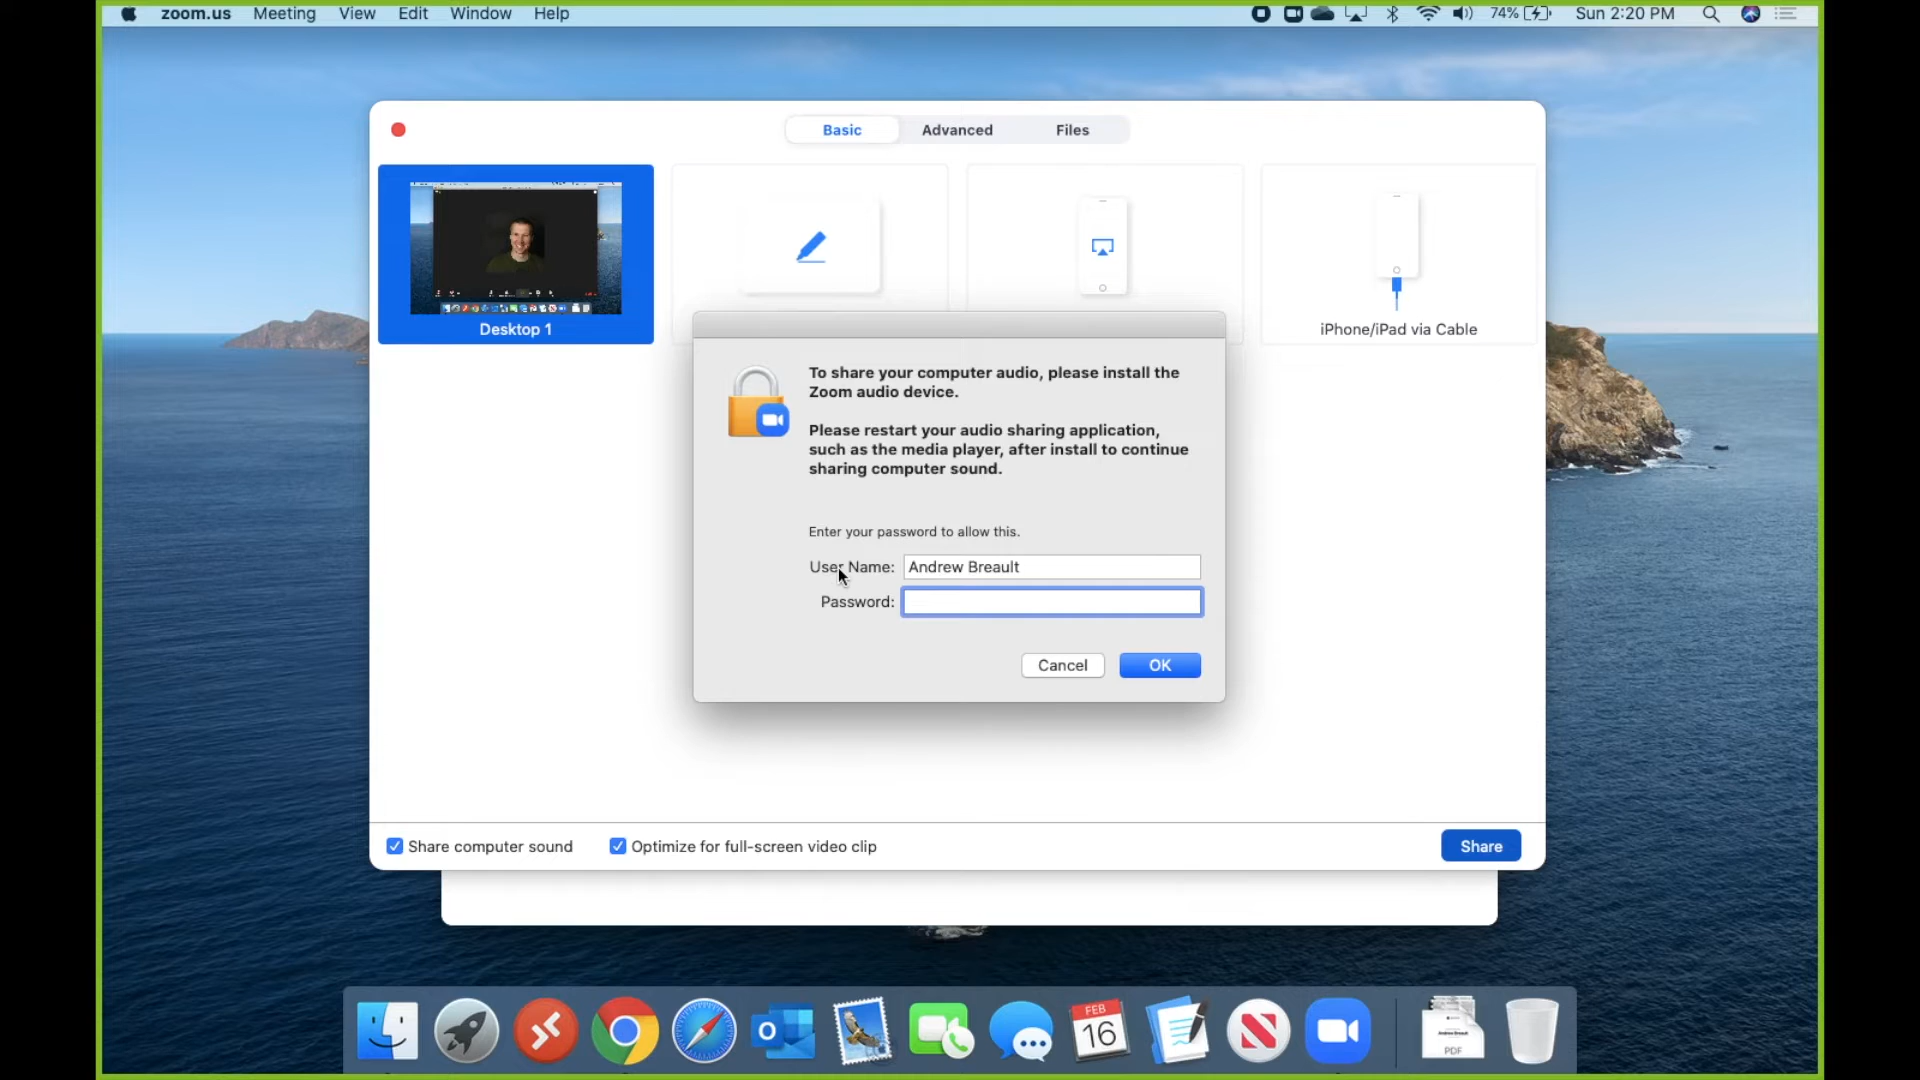 zoom.us Meeting View Edit Window Help 74% Sun 2:20 PM
Basic Advanced Files
Desktop 1
iPhone/iPad via Cable
To share your computer audio, please install the
Zoom audio device.
Please restart your audio sharing application,
such as the media player, after install to continue
sharing computer sound.
Enter your password to allow this.
User Name: Andrew Breault
Password:
Cancel OK
Share computer sound Optimize for full-screen video clip Share
FEB
16
Andrew Breault
PDF